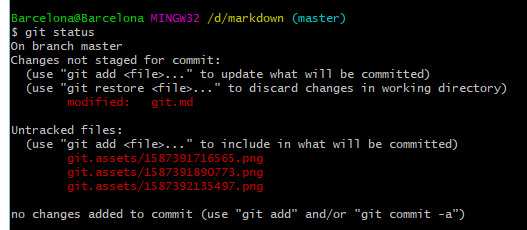 Barcelona@Barcelona MINGW32 /d/markdown (master)
$ git status
On branch master
Changes not staged for commit:
  (use "git add <file>..." to update what will be committed)
  (use "git restore <file>..." to discard changes in working directory)
        modified:   git.md

Untracked files:
  (use "git add <file>..." to include in what will be committed)
        git.assets/1587391716565.png
        git.assets/1587391890773.png
        git.assets/1587392135497.png

no changes added to commit (use "git add" and/or "git commit -a")